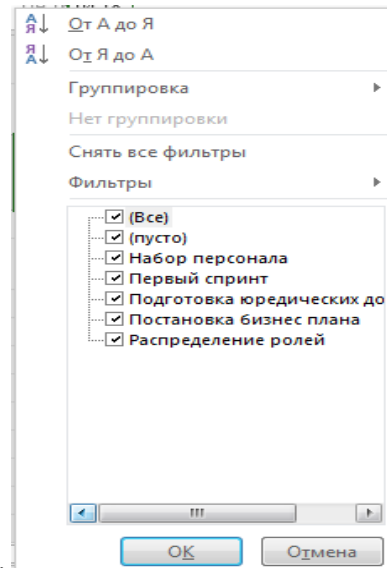 От А до Я
От Я до А
Группировка
Нет группировки
Снять все фильтры
Фильтры
(Все)
(пусто)
Набор персонала
Первый спринт
Подготовка юредических до
Постановка бизнес плана
Распределение ролей
ОК
Отмена